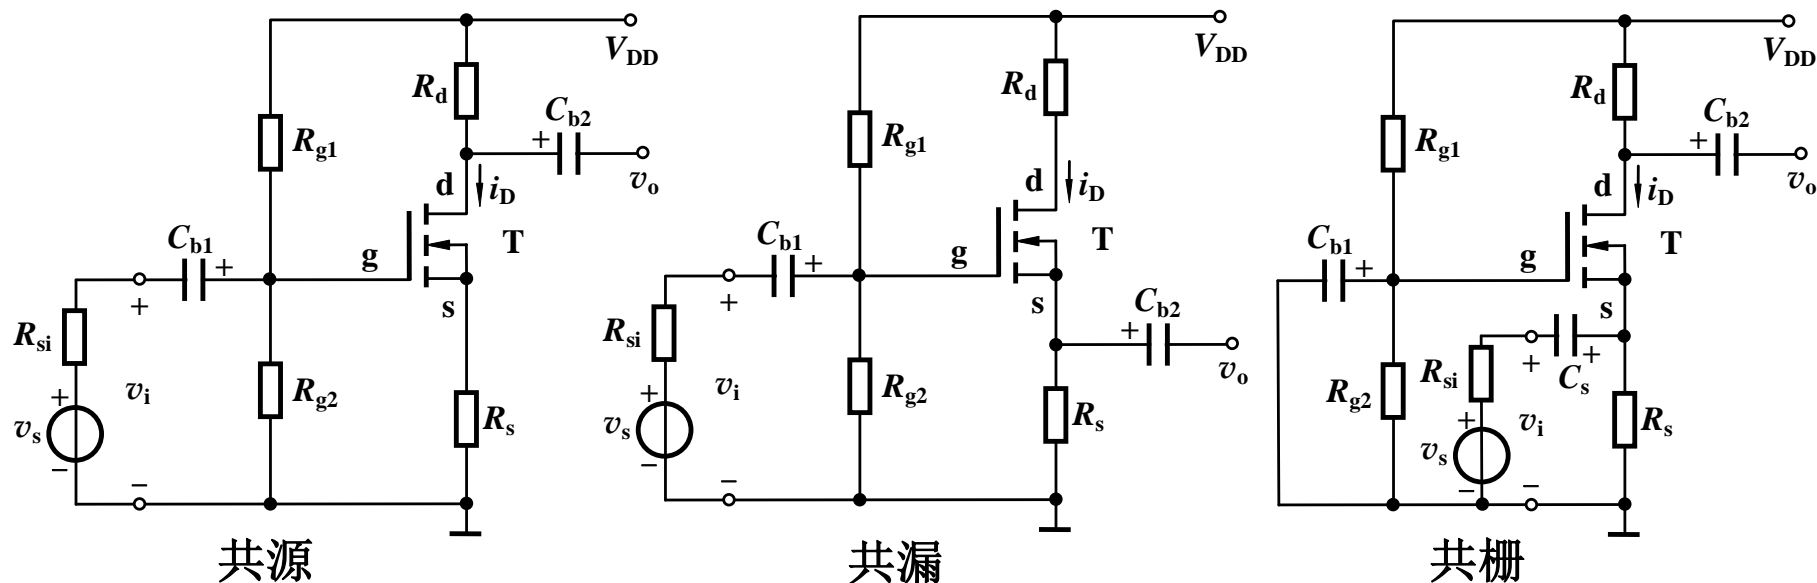 V_DD
R_d
C_b2
+
R_g1
v_o
d
i_D
T
C_b1
+
g
s
+
R_si
+
v_i
R_g2
R_s
v_s
−
−
共源
V_DD
R_d
R_g1
d
i_D
T
C_b1
+
g
s
C_b2
+
+
R_si
+
v_i
R_g2
v_o
R_s
v_s
−
−
共漏
V_DD
R_d
C_b2
+
R_g1
v_o
d
i_D
T
C_b1
+
g
s
+
+
C_s
R_si
R_g2
+
v_i
R_s
v_s
−
−
共栅